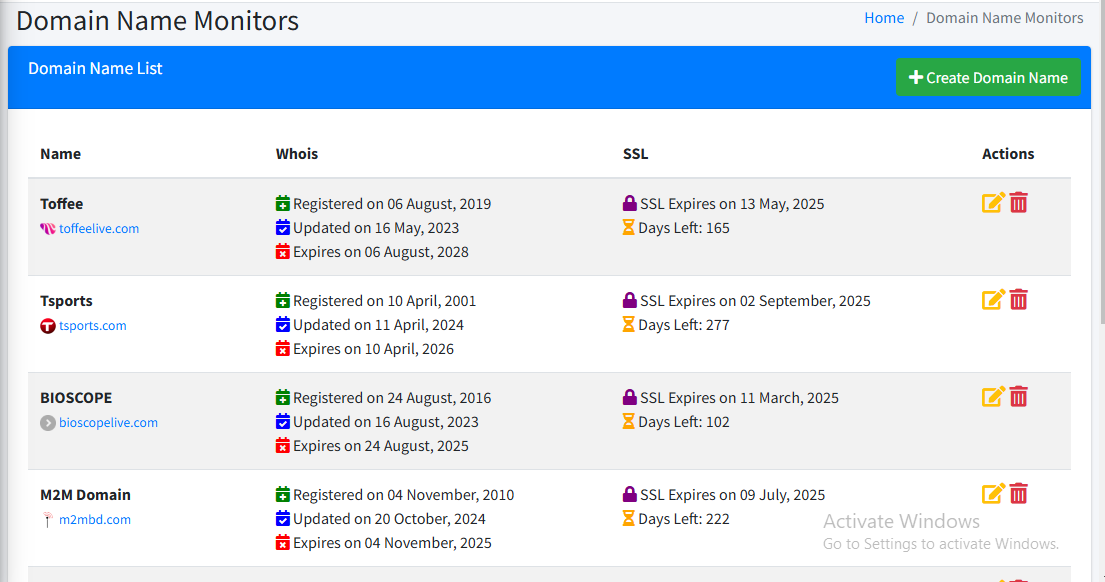 Domain Name Monitors
Home / Domain Name Monitors
Domain Name List
Create Domain Name
Name Whois SSL Actions
Toffee
toffeelive.com
Registered on 06 August, 2019
Updated on 16 May, 2023
Expires on 06 August, 2028
SSL Expires on 13 May, 2025
Days Left: 165
Tsports
tsports.com
Registered on 10 April, 2001
Updated on 11 April, 2024
Expires on 10 April, 2026
SSL Expires on 02 September, 2025
Days Left: 277
BIOSCOPE
bioscopelive.com
Registered on 24 August, 2016
Updated on 16 August, 2023
Expires on 24 August, 2025
SSL Expires on 11 March, 2025
Days Left: 102
M2M Domain
m2mbd.com
Registered on 04 November, 2010
Updated on 20 October, 2024
Expires on 04 November, 2025
SSL Expires on 09 July, 2025
Days Left: 222
Activate Windows
Go to Settings to activate Windows.